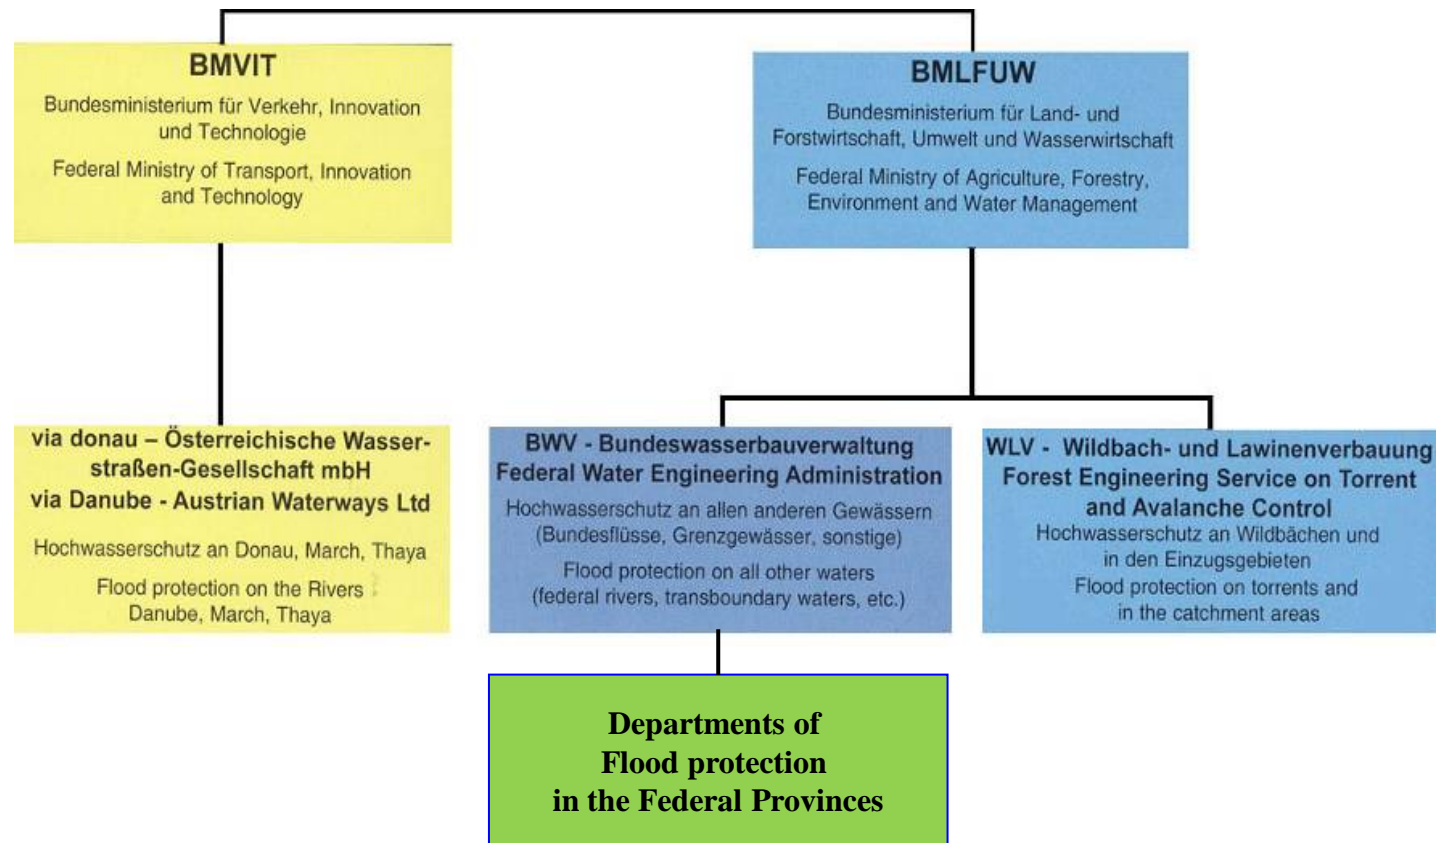 BMVIT
Bundesministerium für Verkehr, Innovation
und Technologie
Federal Ministry of Transport, Innovation
and Technology
BMLFUW
Bundesministerium für Land- und
Forstwirtschaft, Umwelt und Wasserwirtschaft
Federal Ministry of Agriculture, Forestry,
Environment and Water Management
via donau – Österreichische Wasser-
straßen-Gesellschaft mbH
via Danube - Austrian Waterways Ltd
Hochwasserschutz an Donau, March, Thaya
Flood protection on the Rivers
Danube, March, Thaya
BWV - Bundeswasserbauverwaltung
Federal Water Engineering Administration
Hochwasserschutz an allen anderen Gewässern
(Bundesflüsse, Grenzgewässer, sonstige)
Flood protection on all other waters
(federal rivers, transboundary waters, etc.)
WLV - Wildbach- und Lawinenverbauung
Forest Engineering Service on Torrent
and Avalanche Control
Hochwasserschutz an Wildbächen und
in den Einzugsgebieten
Flood protection on torrents and
in the catchment areas
Departments of
Flood protection
in the Federal Provinces